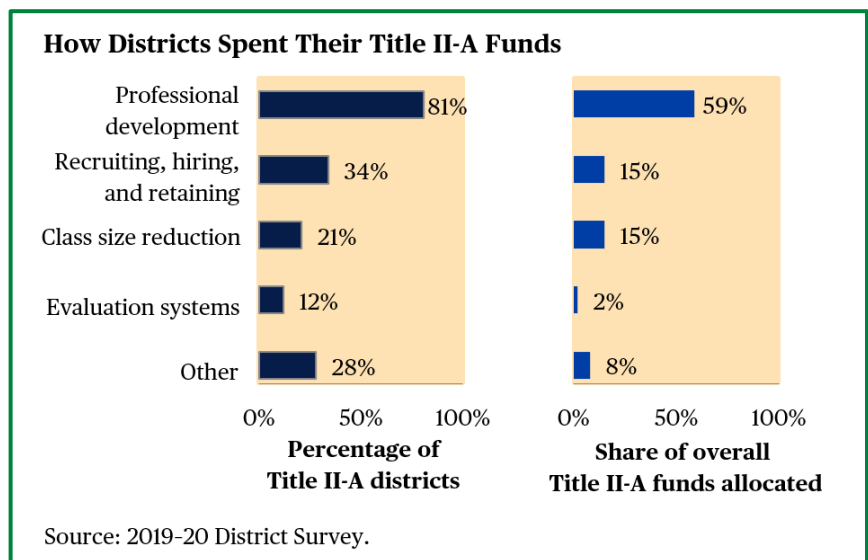 How Districts Spent Their Title II-A Funds
Professional
development
81%
59%
Recruiting, hiring,
and retaining
34%
15%
Class size reduction
21%
15%
Evaluation systems
12%
2%
Other
28%
8%
0%
50%
100%
0%
50%
100%
Percentage of
Title II-A districts
Share of overall
Title II-A funds allocated
Source: 2019-20 District Survey.